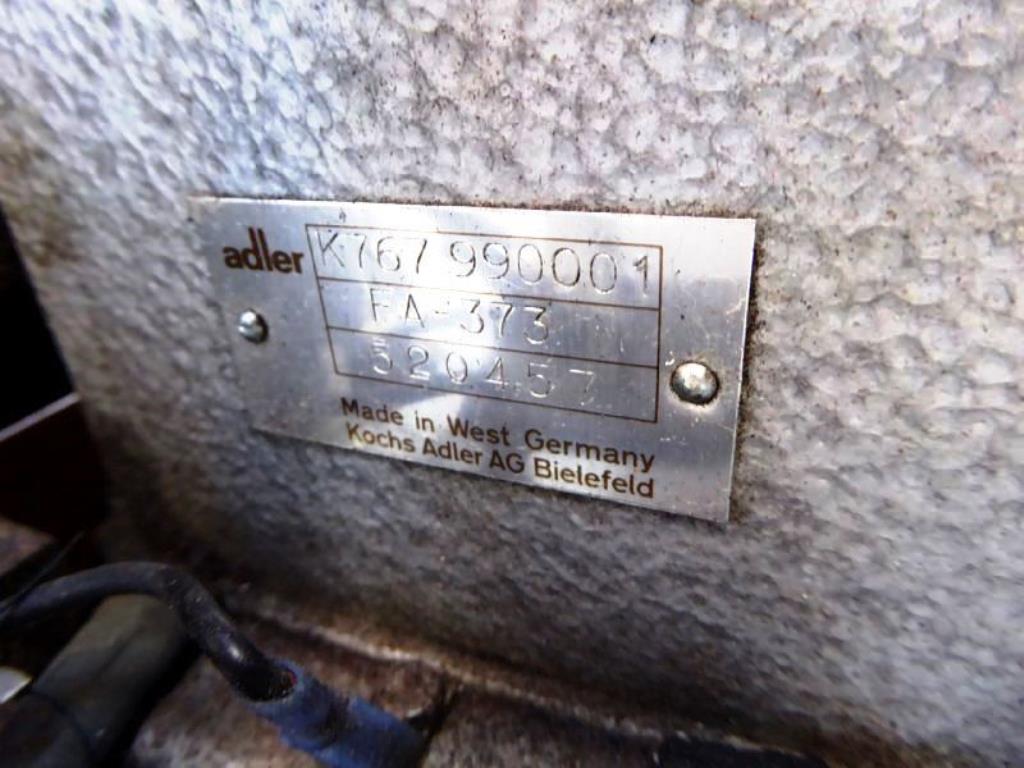 adler K767 990001
FA-373
520457
Made in West Germany
Kochs Adler AG Bielefeld